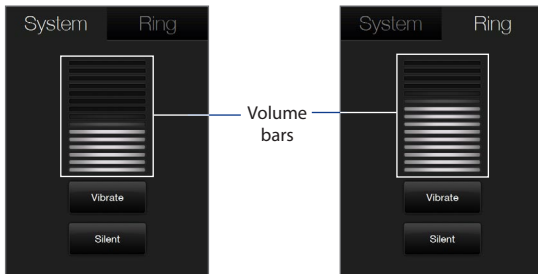 System Ring
Vibrate
Silent
Volume
bars
System Ring
Vibrate
Silent